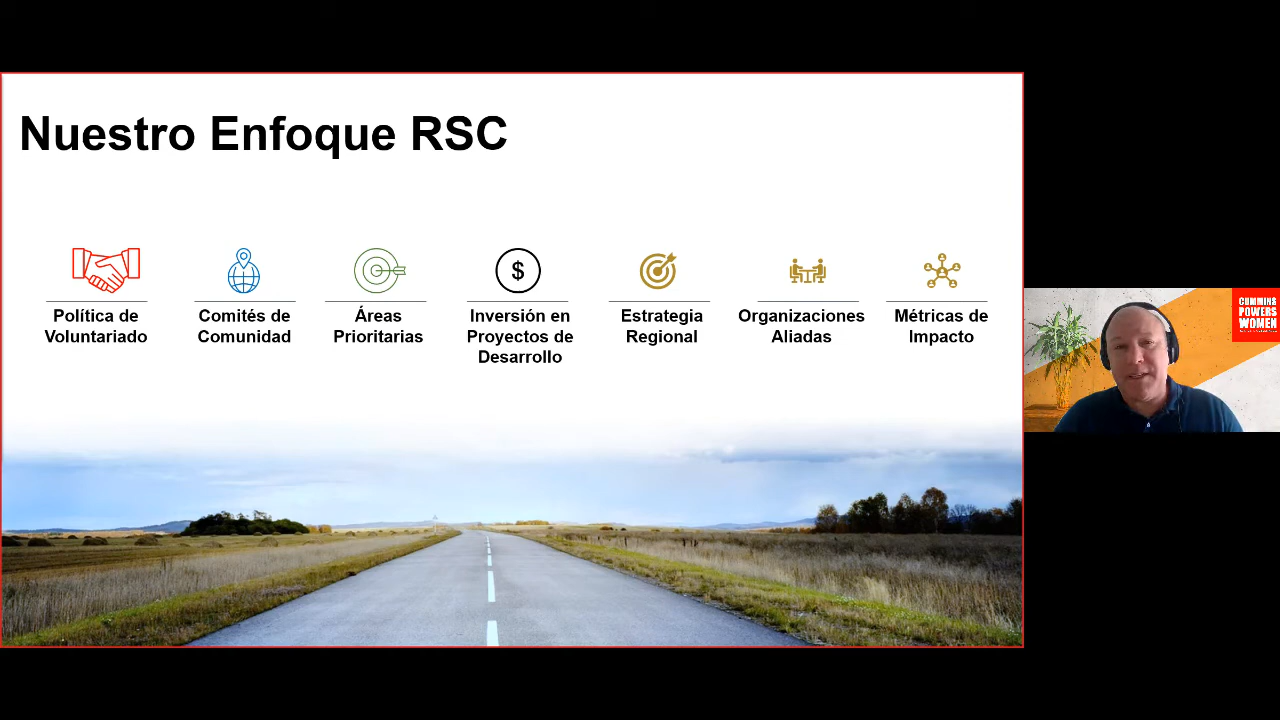 Nuestro Enfoque RSC
$
Política de
Voluntariado
Comités de
Comunidad
Áreas
Prioritarias
Inversión en
Proyectos de
Desarrollo
Estrategia
Regional
Organizaciones
Aliadas
Métricas de
Impacto
CUMMINS
POWERS
WOMEN